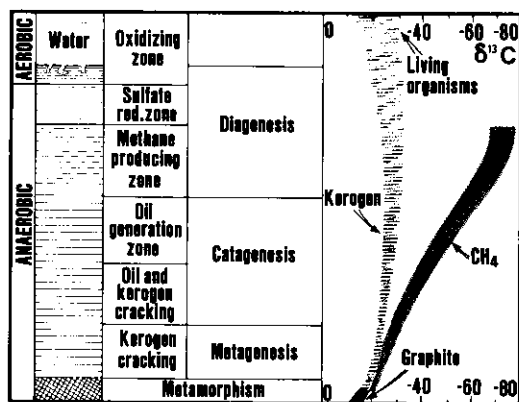 AEROBIC
ANAEROBIC
Water
Oxidizing
zone
Sulfate
red. zone
Methane
producing
zone
Oil
generation
zone
Oil and
kerogen
cracking
Kerogen
cracking
Diagenesis
Catagenesis
Metagenesis
Metamorphism
0 -40 -60 -80
δ¹³ C
Living
organisms
Kerogen
CH₄
Graphite
0 -40 -60 -80